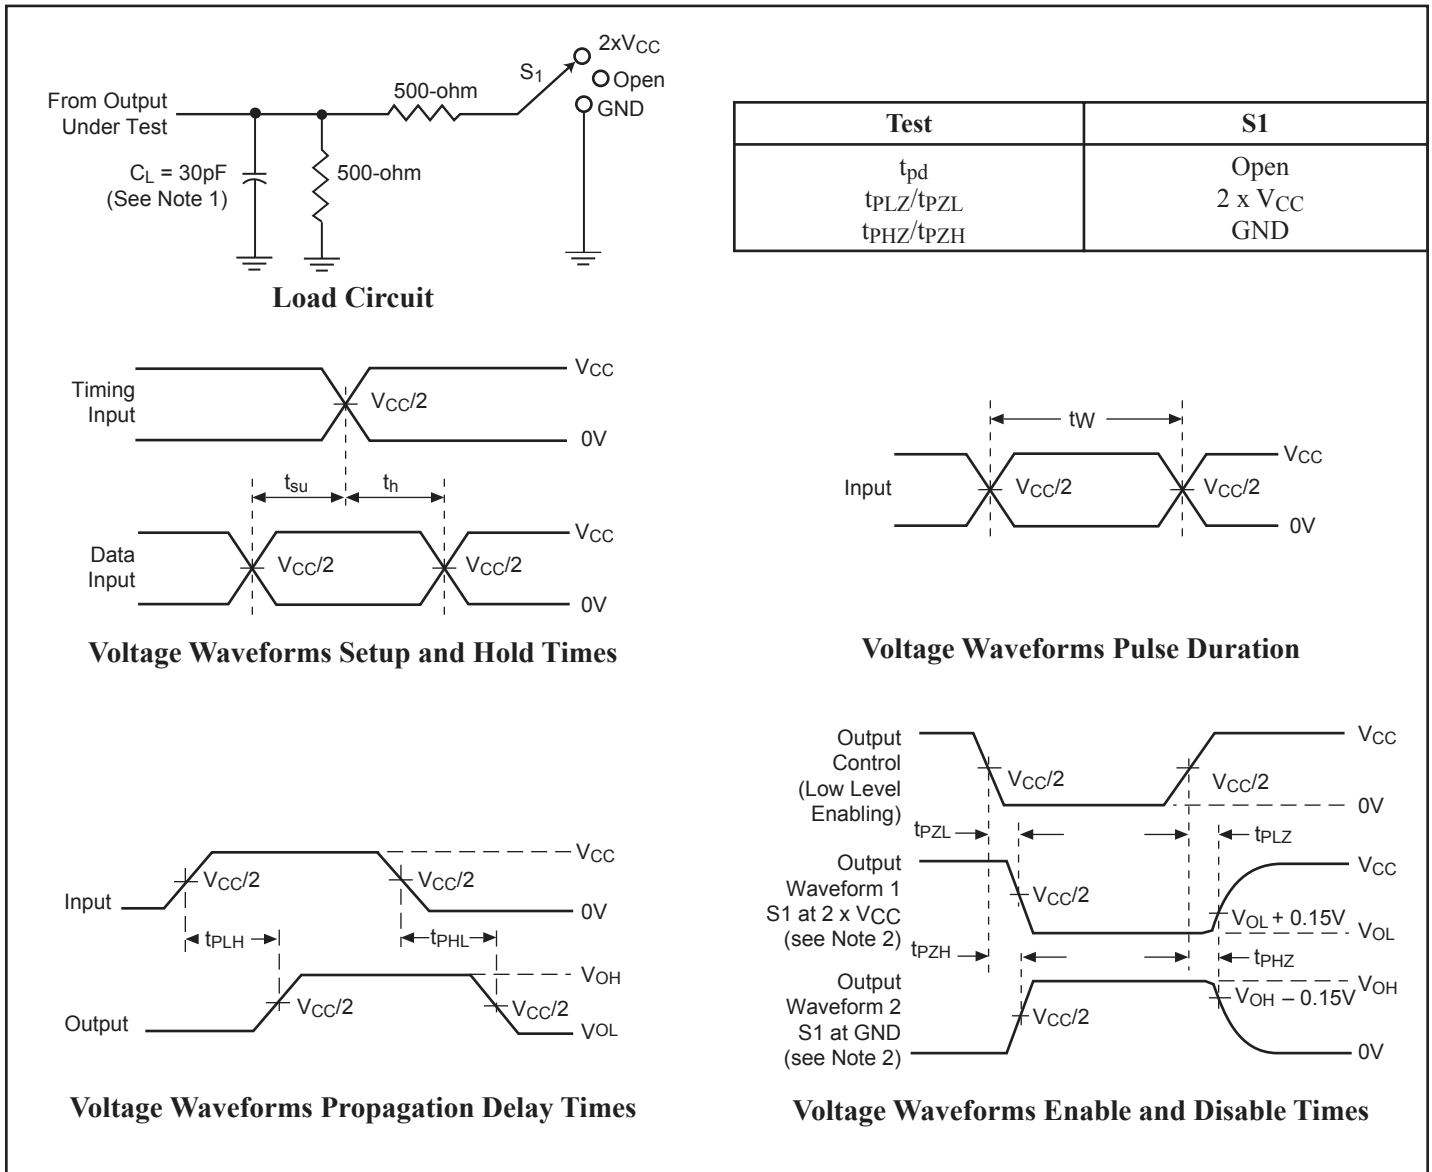 2xVCC
S1
Open
500-ohm
GND
From Output
Under Test
CL = 30pF
(See Note 1)
500-ohm
Load Circuit
Test S1
tpd Open
tPLZ/tPZL 2 x VCC
tPHZ/tPZH GND
Timing
Input
VCC
VCC/2
0V
tsu th
Data
Input
VCC
VCC/2 VCC/2
0V
Voltage Waveforms Setup and Hold Times
tW
Input
VCC
VCC/2 VCC/2
0V
Voltage Waveforms Pulse Duration
Input
VCC
VCC/2 VCC/2
0V
tPLH tPHL
Output
VOH
VCC/2 VCC/2
VOL
Voltage Waveforms Propagation Delay Times
Output
Control
(Low Level
Enabling)
VCC
VCC/2 VCC/2
0V
tPZL tPLZ
Output
Waveform 1
S1 at 2 x VCC
(see Note 2)
VCC
VCC/2
VOL + 0.15V
VOL
tPZH tPHZ
Output
Waveform 2
S1 at GND
(see Note 2)
VOH
VOH – 0.15V
VCC/2
0V
Voltage Waveforms Enable and Disable Times